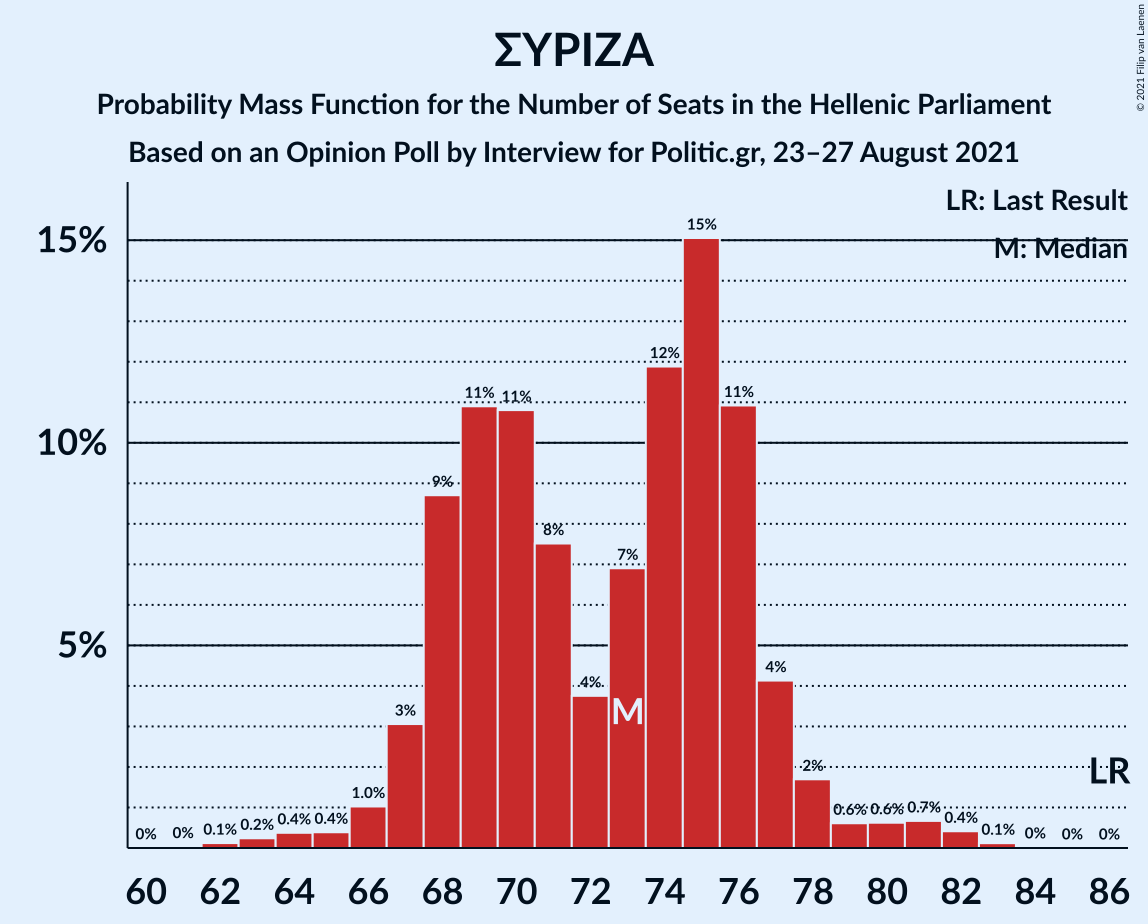 ΣΥΡΙΖΑ
Probability Mass Function for the Number of Seats in the Hellenic Parliament
Based on an Opinion Poll by Interview for Politic.gr, 23–27 August 2021
© 2021 Filip van Laenen
LR: Last Result
M: Median
15%
10%
5%
0% 0% 0.1% 0.2% 0.4% 0.4% 1.0% 3% 9% 11% 11% 8% 4% 7% 12% 15% 11% 4% 2% 0.6% 0.6% 0.7% 0.4% 0.1% 0% 0% 0%
M
LR
60 62 64 66 68 70 72 74 76 78 80 82 84 86